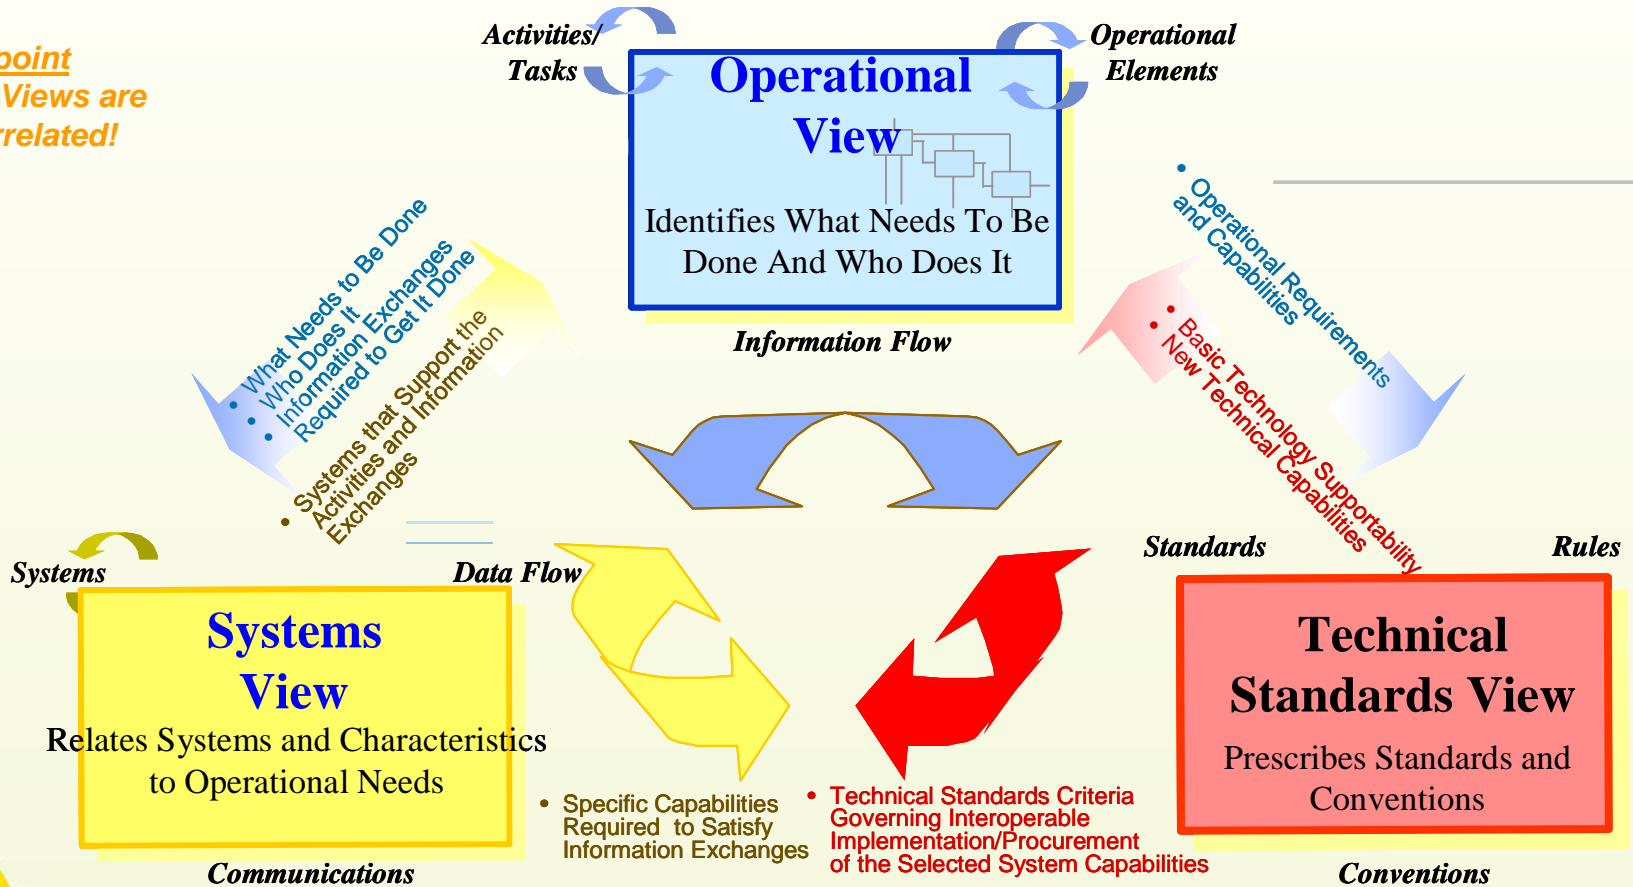 point
Views are
rrelated!
Activities/
Tasks
Operational
Elements
Operational
View
Identifies What Needs To Be
Done And Who Does It
Information Flow
• What Needs to Be Done
• Who Does It
• Information Exchanges
Required to Get It Done
• Systems that Support the
Activities and Information
Exchanges
• Operational Requirements
and Capabilities
• Basic Technology Supportability
• New Technical Capabilities
Systems
Data Flow
Systems
View
Relates Systems and Characteristics
to Operational Needs
Communications
• Specific Capabilities
Required to Satisfy
Information Exchanges
• Technical Standards Criteria
Governing Interoperable
Implementation/Procurement
of the Selected System Capabilities
Standards
Rules
Technical
Standards View
Prescribes Standards and
Conventions
Conventions